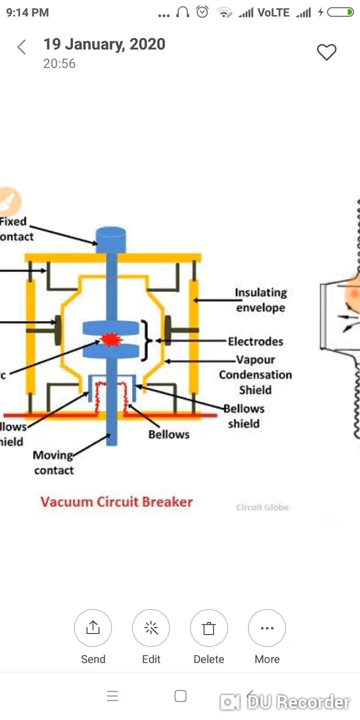 9:14 PM
... VoLTE
19 January, 2020
20:56
Fixed
ontact
Insulating
envelope
Electrodes
Vapour
Condensation
Shield
rc
Bellows
shield
llows
hield
Bellows
Moving
contact
Vacuum Circuit Breaker
Circuit Globe
Send
Edit
Delete
More
DU Recorder